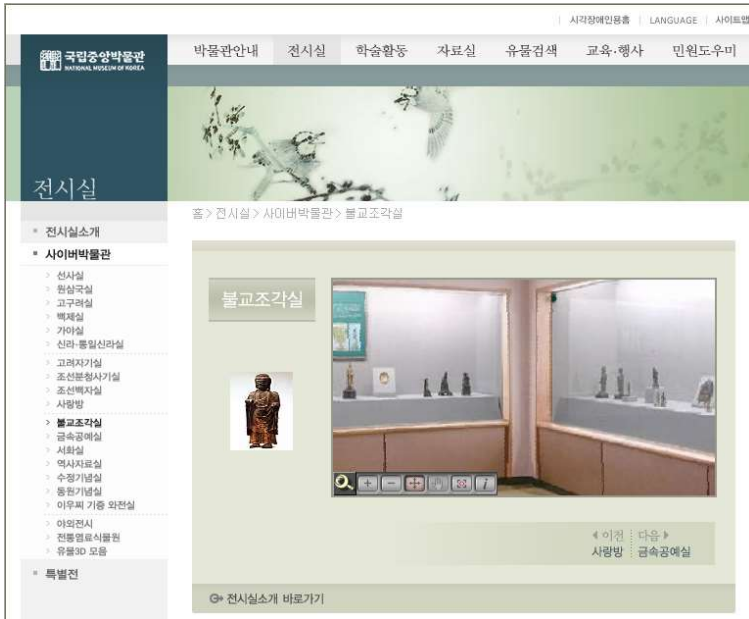 시각장애인용홈 | LANGUAGE | 사이트맵
국립중앙박물관
NATIONAL MUSEUM OF KOREA
박물관안내 전시실 학술활동 자료실 유물검색 교육·행사 민원도우미
전시실
홈 > 전시실 > 사이버박물관 > 불교조각실
전시실소개
사이버박물관
선사실
원삼국실
고구려실
백제실
가야실
신라·통일신라실
고려자기실
조선분청사기실
조선백자실
사랑방
불교조각실
금속공예실
서화실
역사자료실
수정기념실
동원기념실
이우찌 기증 와전실
야외전시
전통염료식물원
유물3D 모음
특별전
불교조각실
이전 다음
사랑방 금속공예실
전시실소개 바로가기